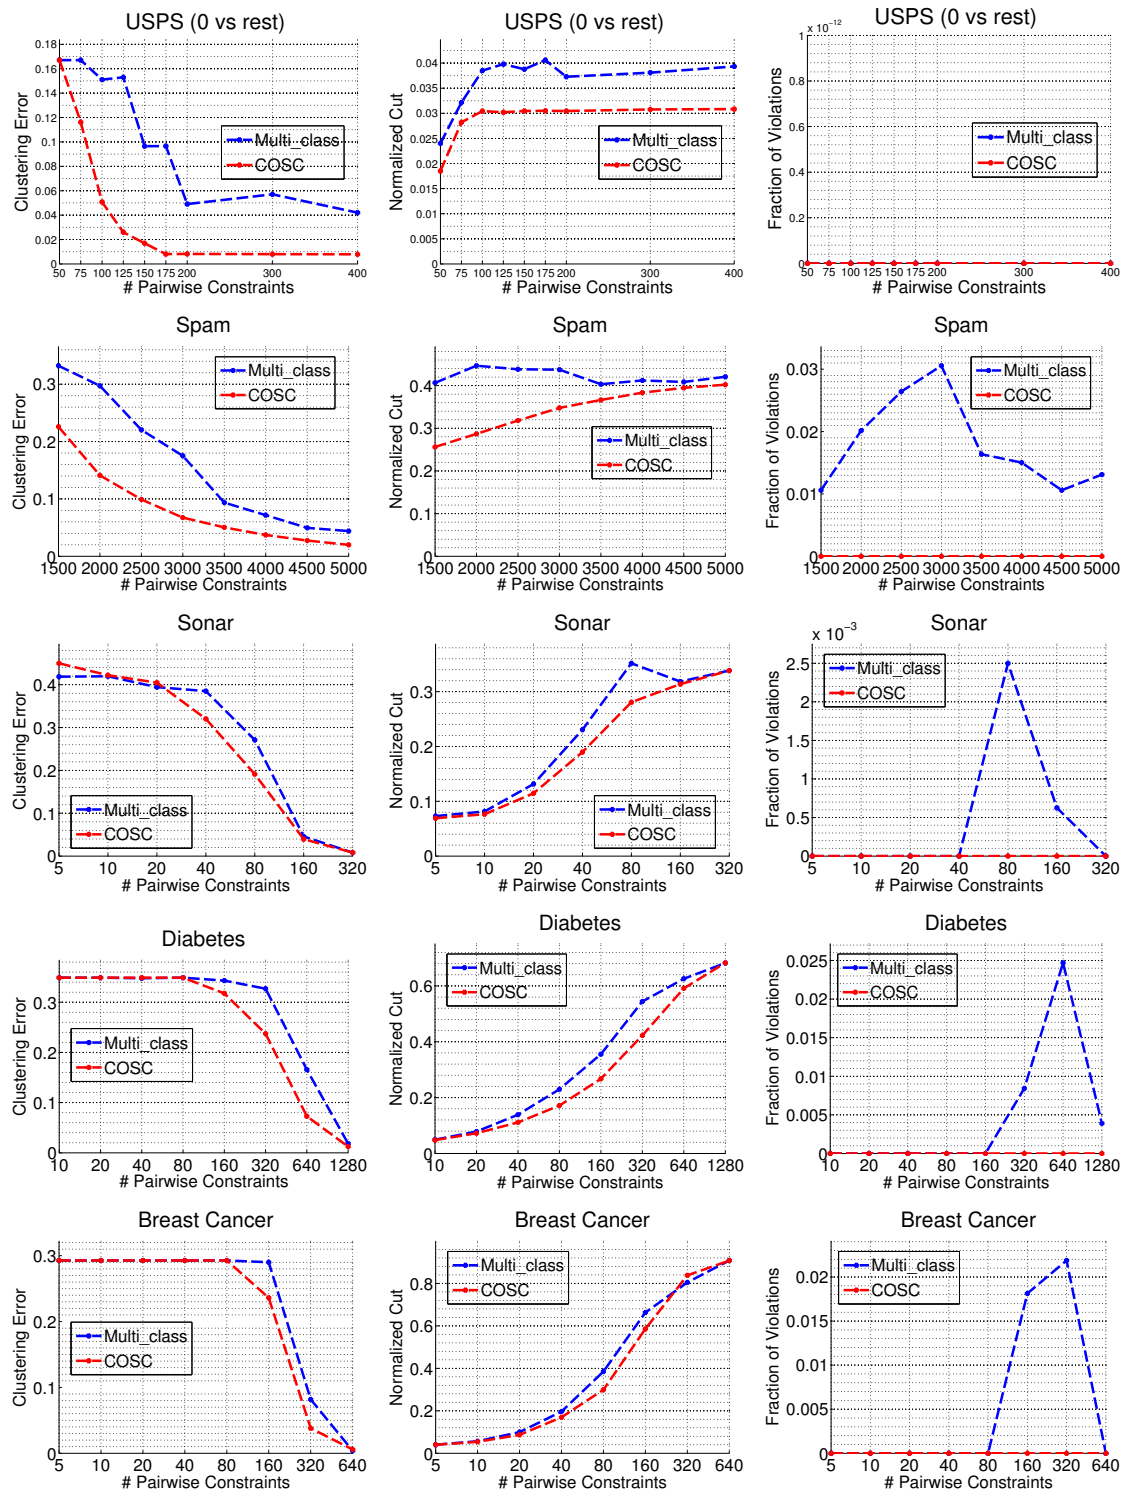 USPS (0 vs rest)
Clustering Error
0.18
0.16
0.14
0.12
0.1
0.08
0.06
0.04
0.02
0
50 75 100 125 150 175 200 300 400
# Pairwise Constraints
Multi_class
COSC
USPS (0 vs rest)
Normalized Cut
0.04
0.035
0.03
0.025
0.02
0.015
0.01
0.005
0
50 75 100 125 150 175 200 300 400
# Pairwise Constraints
Multi_class
COSC
USPS (0 vs rest)
x 10^-12
Fraction of Violations
1
0.8
0.6
0.4
0.2
0
50 75 100 125 150 175 200 300 400
# Pairwise Constraints
Multi_class
COSC
Spam
Clustering Error
0.3
0.2
0.1
0
1500 2000 2500 3000 3500 4000 4500 5000
# Pairwise Constraints
Multi_class
COSC
Spam
Normalized Cut
0.4
0.3
0.2
0.1
0
1500 2000 2500 3000 3500 4000 4500 5000
# Pairwise Constraints
Multi_class
COSC
Spam
Fraction of Violations
0.03
0.02
0.01
0
1500 2000 2500 3000 3500 4000 4500 5000
# Pairwise Constraints
Multi_class
COSC
Sonar
Clustering Error
0.4
0.3
0.2
0.1
0
5 10 20 40 80 160 320
# Pairwise Constraints
Multi_class
COSC
Sonar
Normalized Cut
0.3
0.2
0.1
0
5 10 20 40 80 160 320
# Pairwise Constraints
Multi_class
COSC
Sonar
x 10^-3
Fraction of Violations
2.5
2
1.5
1
0.5
0
5 10 20 40 80 160 320
# Pairwise Constraints
Multi_class
COSC
Diabetes
Clustering Error
0.3
0.2
0.1
0
10 20 40 80 160 320 640 1280
# Pairwise Constraints
Multi_class
COSC
Diabetes
Normalized Cut
0.6
0.4
0.2
0
10 20 40 80 160 320 640 1280
# Pairwise Constraints
Multi_class
COSC
Diabetes
Fraction of Violations
0.025
0.02
0.015
0.01
0.005
0
10 20 40 80 160 320 640 1280
# Pairwise Constraints
Multi_class
COSC
Breast Cancer
Clustering Error
0.3
0.2
0.1
0
5 10 20 40 80 160 320 640
# Pairwise Constraints
Multi_class
COSC
Breast Cancer
Normalized Cut
0.8
0.6
0.4
0.2
0
5 10 20 40 80 160 320 640
# Pairwise Constraints
Multi_class
COSC
Breast Cancer
Fraction of Violations
0.02
0.015
0.01
0.005
0
5 10 20 40 80 160 320 640
# Pairwise Constraints
Multi_class
COSC